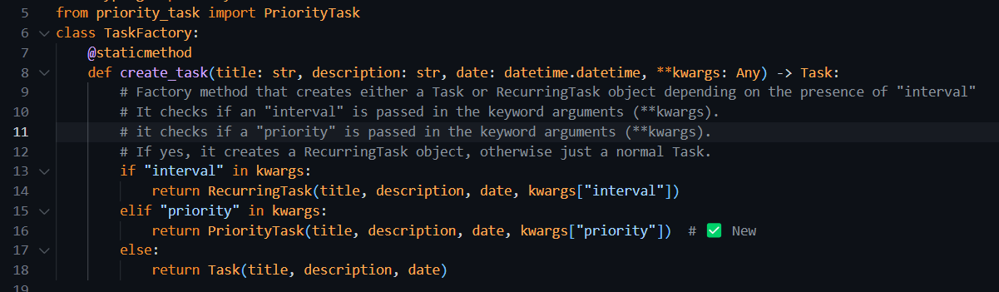 5 from priority_task import PriorityTask
6 class TaskFactory:
7 @staticmethod
8 def create_task(title: str, description: str, date: datetime.datetime, **kwargs: Any) -> Task:
9 # Factory method that creates either a Task or RecurringTask object depending on the presence of "interval"
10 # It checks if an "interval" is passed in the keyword arguments (**kwargs).
11 # it checks if a "priority" is passed in the keyword arguments (**kwargs).
12 # If yes, it creates a RecurringTask object, otherwise just a normal Task.
13 if "interval" in kwargs:
14 return RecurringTask(title, description, date, kwargs["interval"])
15 elif "priority" in kwargs:
16 return PriorityTask(title, description, date, kwargs["priority"]) # ✅ New
17 else:
18 return Task(title, description, date)
19